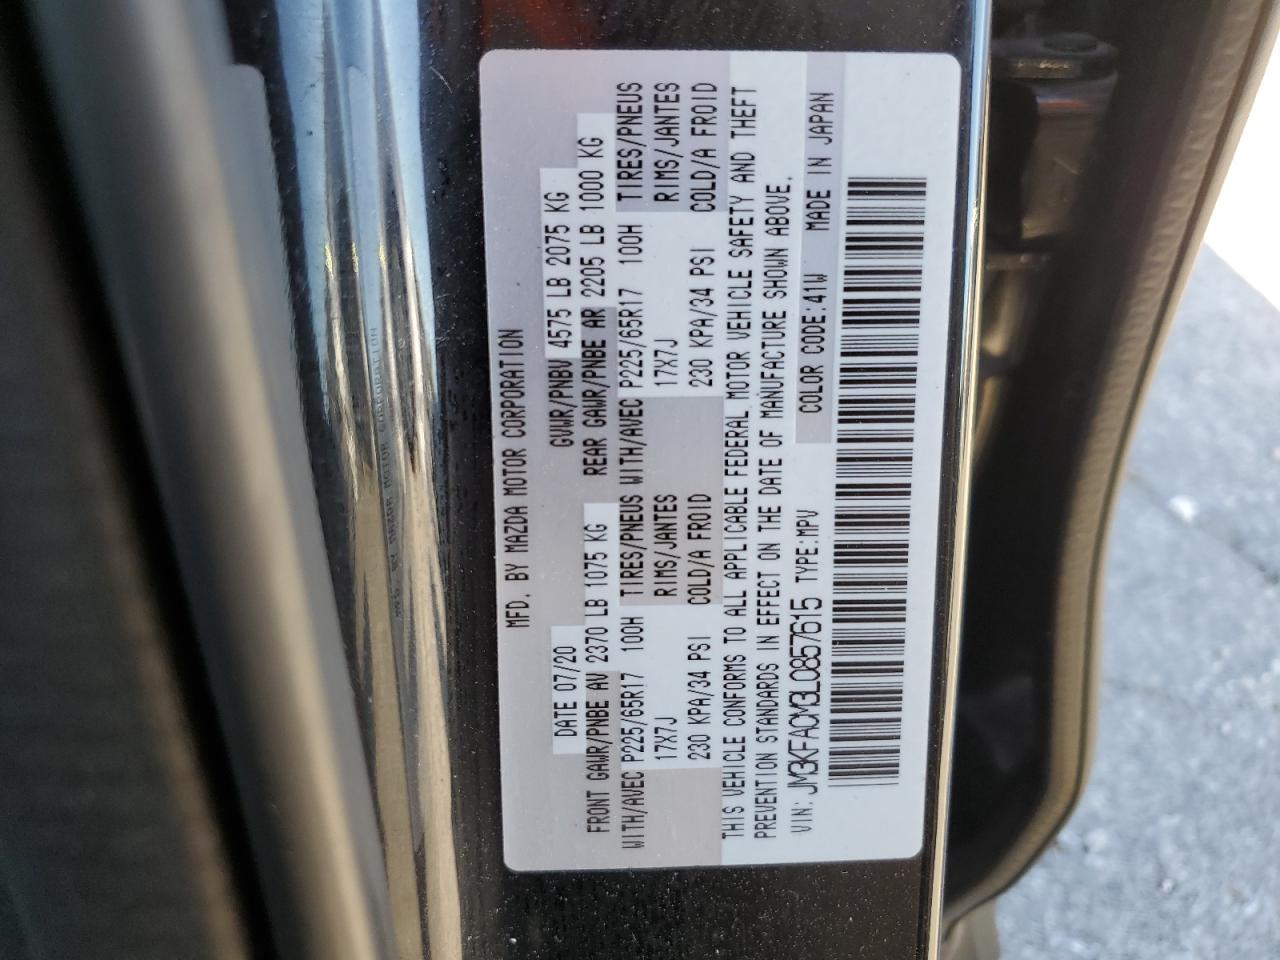 MFD. BY MAZDA MOTOR CORPORATION
DATE 07/20 GVWR/PNBV 4575 LB 2075 KG
FRONT GAWR/PNBE AV 2370 LB 1075 KG REAR GAWR/PNBE AR 2205 LB 1000 KG
WITH/AVEC P225/65R17 100H TIRES/PNEUS WITH/AVEC P225/65R17 100H TIRES/PNEUS
17X7J RIMS/JANTES 17X7J RIMS/JANTES
230 KPA/34 PSI COLD/A FROID 230 KPA/34 PSI COLD/A FROID
THIS VEHICLE CONFORMS TO ALL APPLICABLE FEDERAL MOTOR VEHICLE SAFETY AND THEFT
PREVENTION STANDARDS IN EFFECT ON THE DATE OF MANUFACTURE SHOWN ABOVE.
VIN: JM3KFACM3L0857615 TYPE:MPV COLOR CODE:41W MADE IN JAPAN